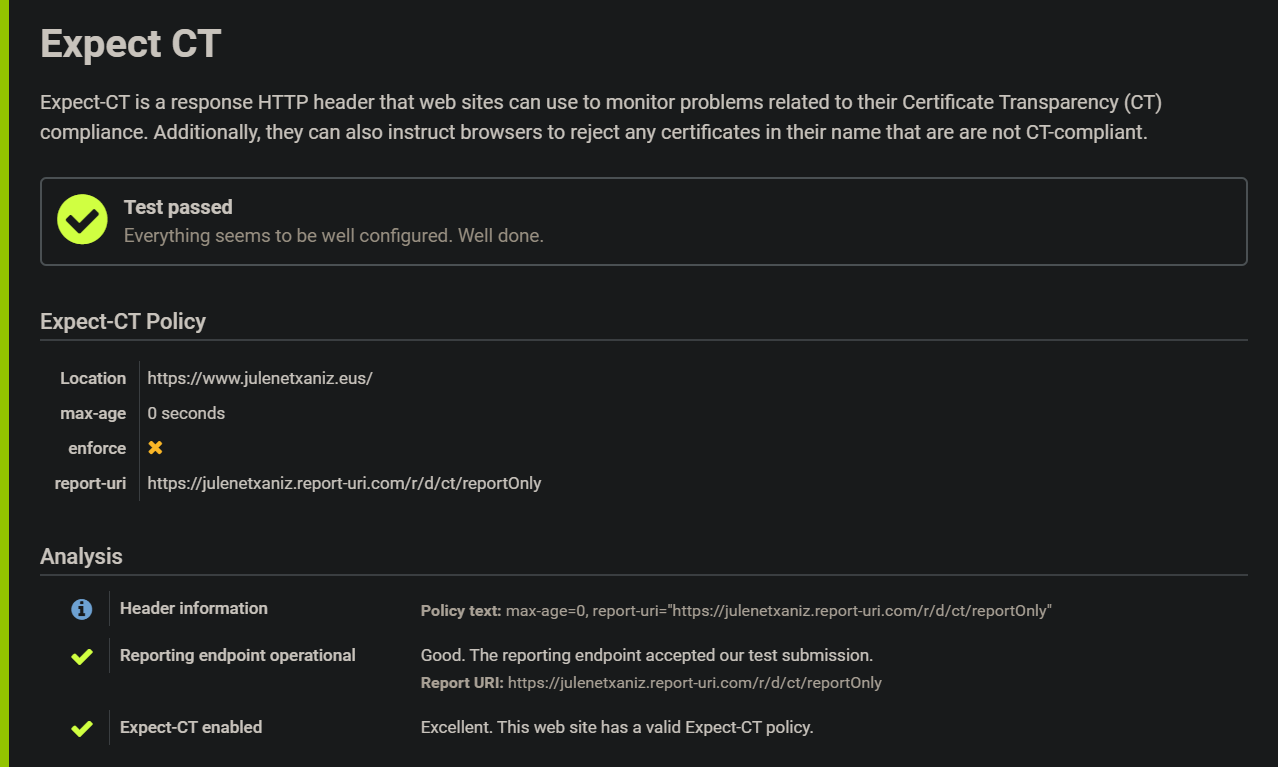 Expect CT
Expect-CT is a response HTTP header that web sites can use to monitor problems related to their Certificate Transparency (CT)
compliance. Additionally, they can also instruct browsers to reject any certificates in their name that are are not CT-compliant.
Test passed
Everything seems to be well configured. Well done.
Expect-CT Policy
Location https://www.julenetxaniz.eus/
max-age 0 seconds
enforce
report-uri https://julenetxaniz.report-uri.com/r/d/ct/reportOnly
Analysis
Header information Policy text: max-age=0, report-uri="https://julenetxaniz.report-uri.com/r/d/ct/reportOnly"
Reporting endpoint operational Good. The reporting endpoint accepted our test submission.
Report URI: https://julenetxaniz.report-uri.com/r/d/ct/reportOnly
Expect-CT enabled Excellent. This web site has a valid Expect-CT policy.